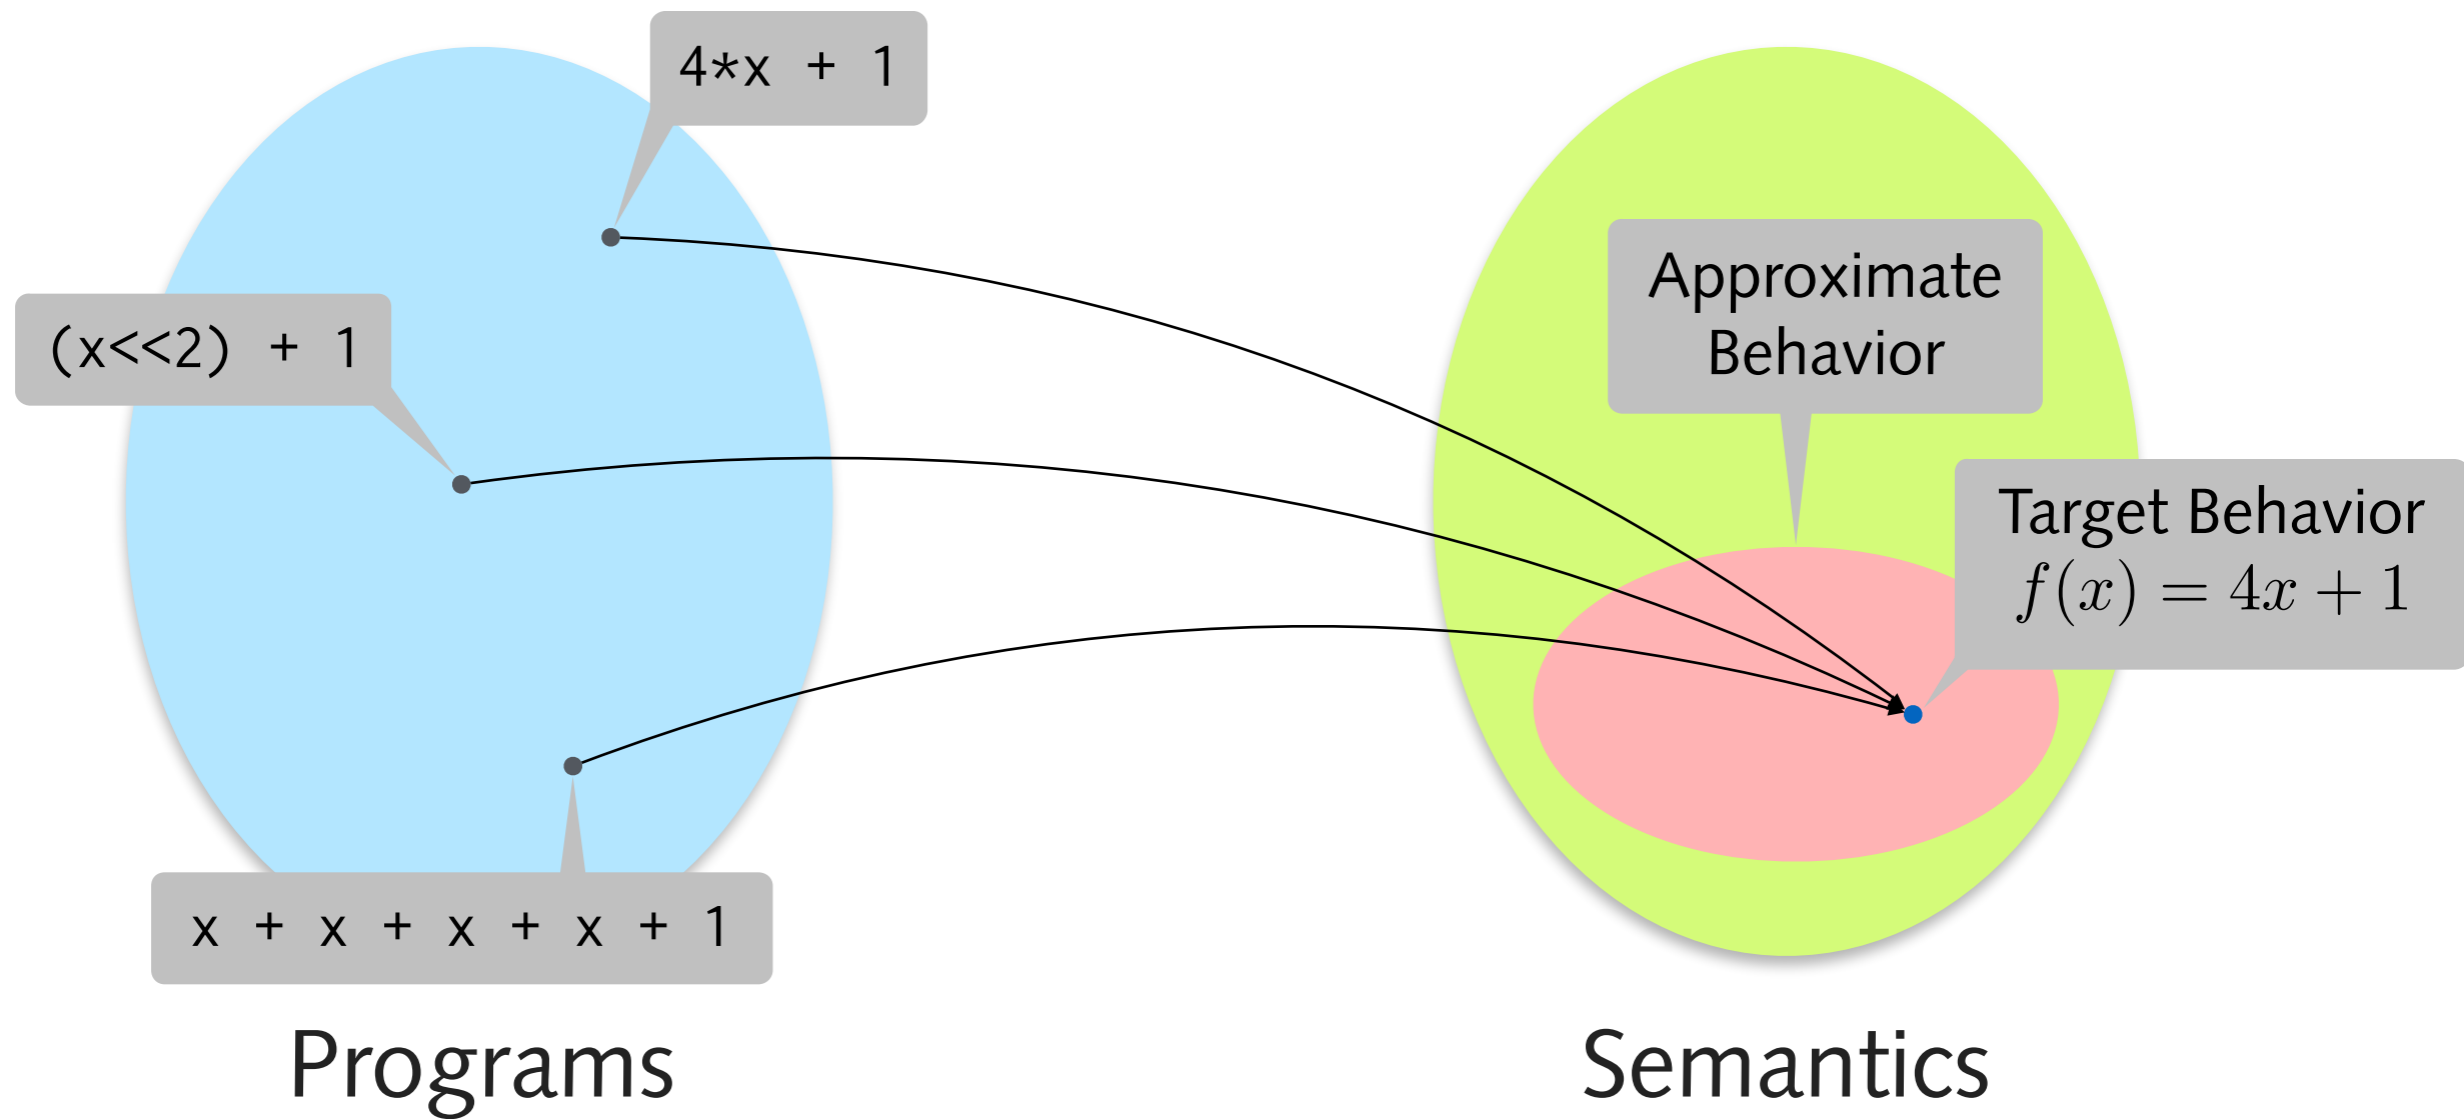 4*x + 1
(x<<2) + 1
x + x + x + x + 1
Programs
Approximate
Behavior
Target Behavior
f(x) = 4x + 1
Semantics